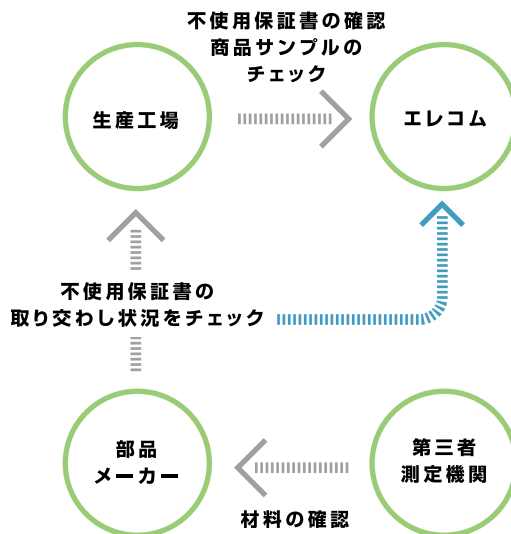 不使用保証書の確認
商品サンプルの
チェック
生産工場
エレコム
不使用保証書の
取り交わし状況をチェック
部品
メーカー
第三者
測定機関
材料の確認